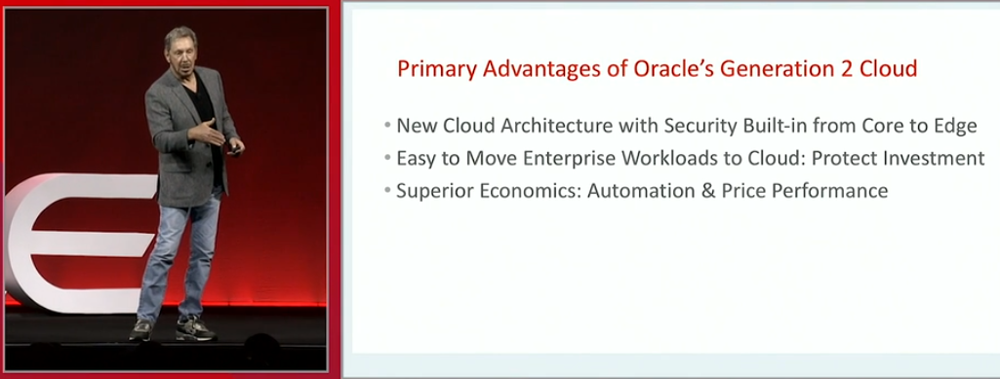 Primary Advantages of Oracle's Generation 2 Cloud
• New Cloud Architecture with Security Built-in from Core to Edge
• Easy to Move Enterprise Workloads to Cloud: Protect Investment
• Superior Economics: Automation & Price Performance
E